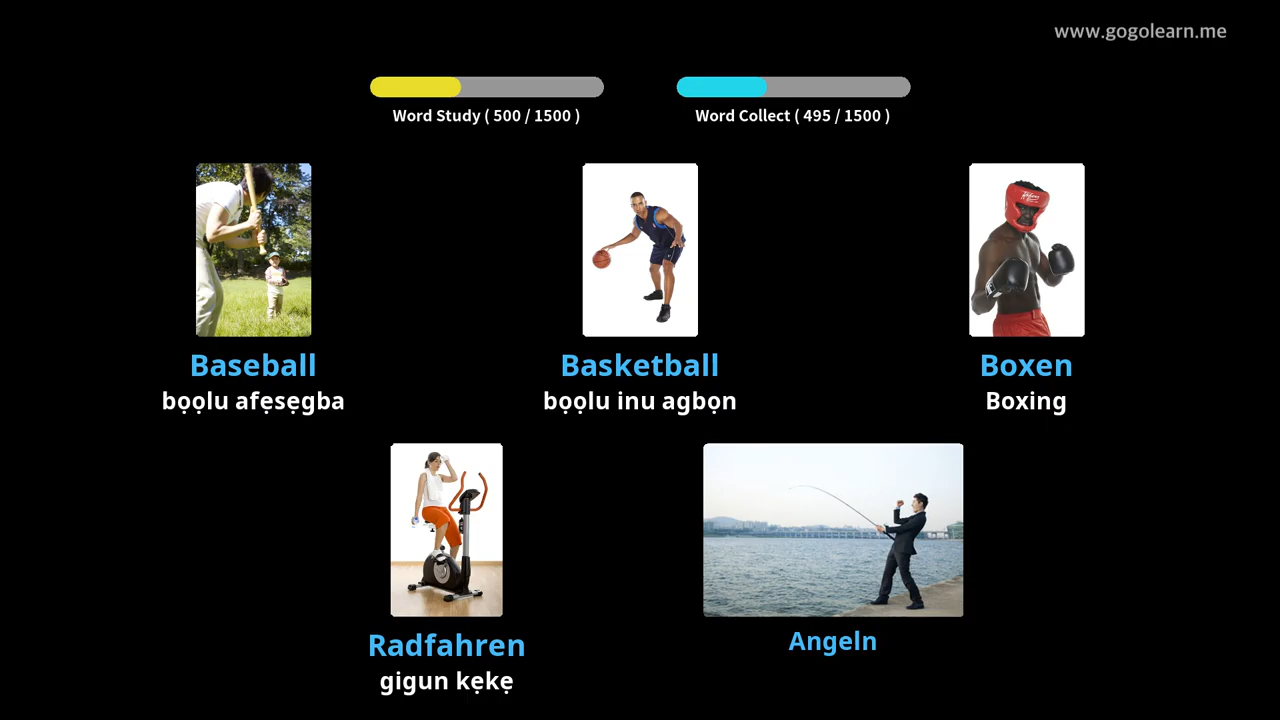 www.gogolearn.me
Word Study ( 500 / 1500 )
Word Collect ( 495 / 1500 )
Baseball
bọọlu afẹsẹgba
Basketball
bọọlu inu agbọn
Boxen
Boxing
Radfahren
gigun kẹkẹ
Angeln